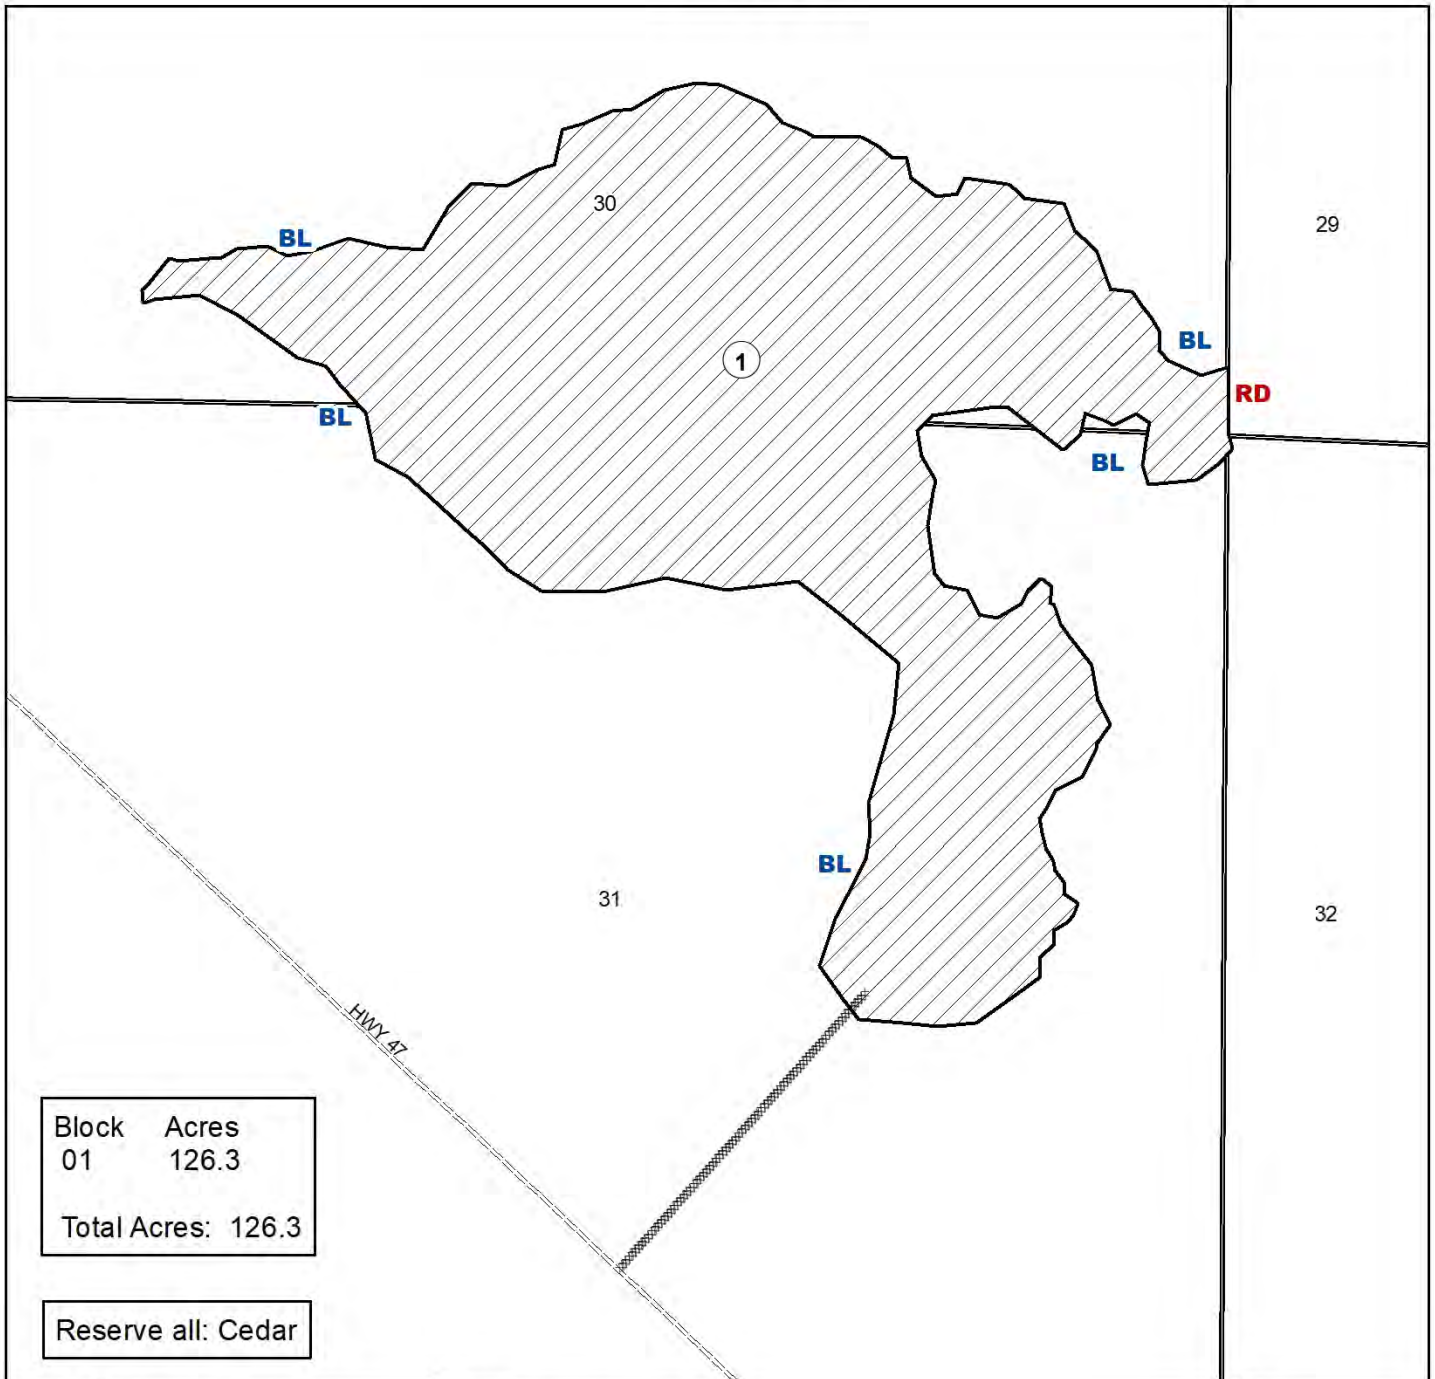 30
29
BL
1
BL
RD
BL
BL
BL
31
32
HWY 47
Block Acres
01 126.3
Total Acres: 126.3
Reserve all: Cedar